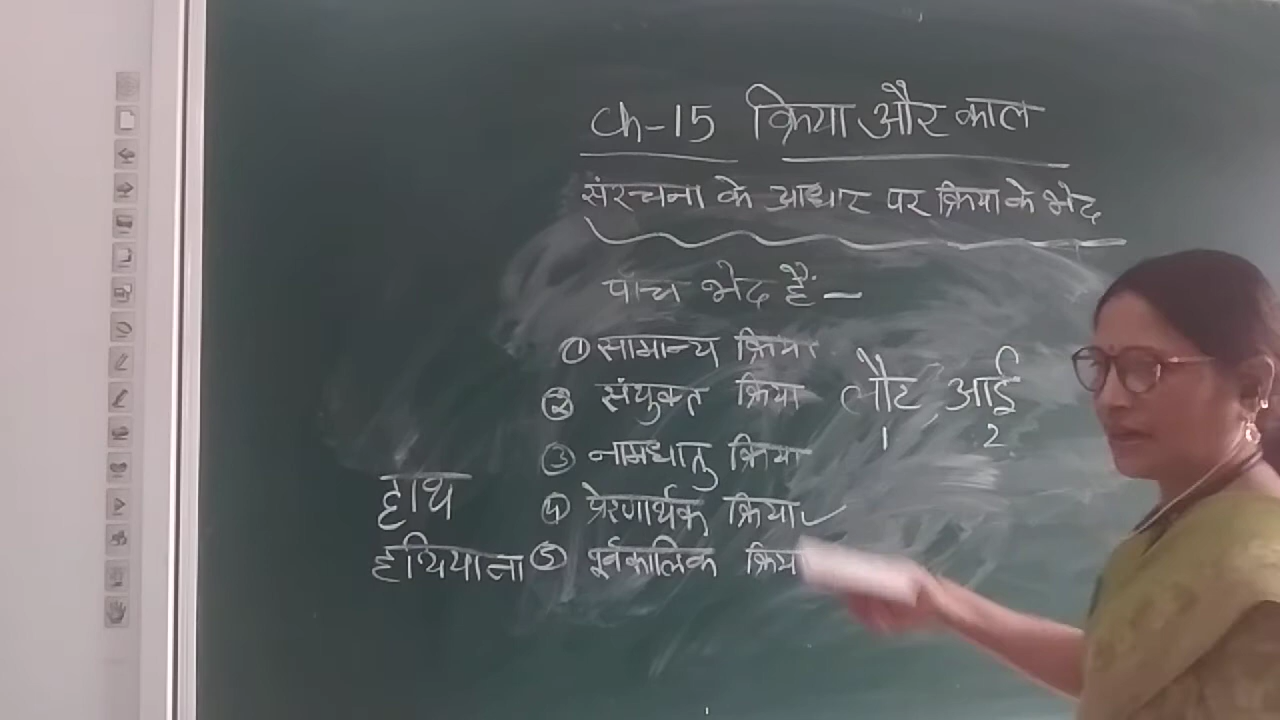 Ch-15 क्रिया और काल
संरचना के आधार पर क्रिया के भेद
पाँच भेद हैं -
① सामान्य क्रिया
② संयुक्त क्रिया
लौट आई
1 2
③ नामधातु क्रिया
हाथ
④ प्रेरणार्थक क्रिया ✓
हथियाना
⑤ पूर्वकालिक क्रिया